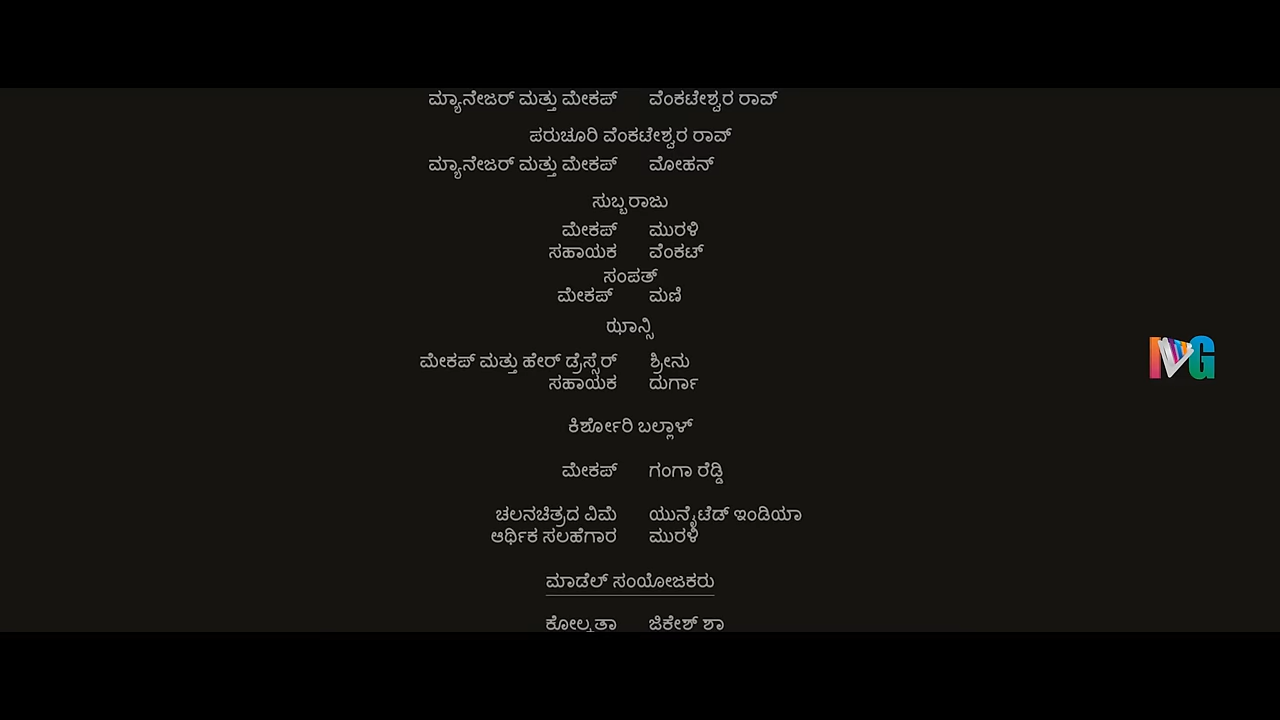 ಮ್ಯಾನೇಜರ್ ಮತ್ತು ಮೇಕಪ್ ವೆಂಕಟೇಶ್ವರ ರಾವ್
ಪರುಚೂರಿ ವೆಂಕಟೇಶ್ವರ ರಾವ್
ಮ್ಯಾನೇಜರ್ ಮತ್ತು ಮೇಕಪ್ ಮೋಹನ್
ಸುಬ್ಬರಾಜು
ಮೇಕಪ್ ಮುರಳಿ
ಸಹಾಯಕ ವೆಂಕಟ್
ಸಂಪತ್
ಮೇಕಪ್ ಮಣಿ
ಝಾನ್ಸಿ
ಮೇಕಪ್ ಮತ್ತು ಹೇರ್ ಡ್ರೆಸ್ಸೆರ್ ಶ್ರೀನು
ಸಹಾಯಕ ದುರ್ಗಾ
ಕಿರ್ಶೋರಿ ಬಲ್ಲಾಳ್
ಮೇಕಪ್ ಗಂಗಾ ರೆಡ್ಡಿ
ಚಲನಚಿತ್ರದ ವಿಮೆ ಯುನೈಟೆಡ್ ಇಂಡಿಯಾ
ಆರ್ಥಿಕ ಸಲಹೆಗಾರ ಮುರಳಿ
ಮಾಡೆಲ್ ಸಂಯೋಜಕರು
ಕೋಲ್ಕತಾ ಜಿಕೇಶ್ ಶಾ